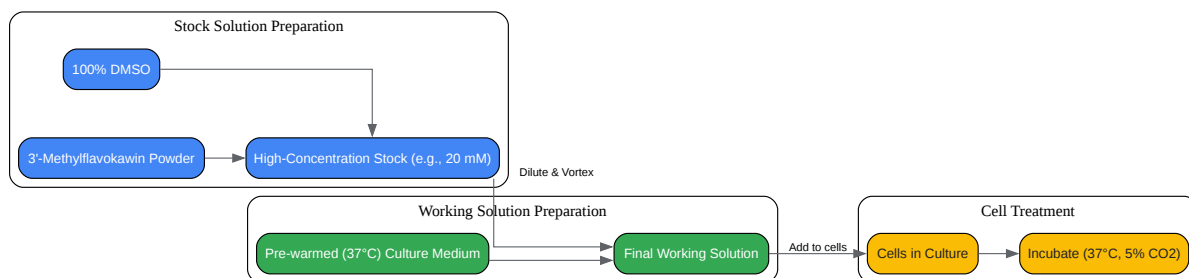 Stock Solution Preparation
100% DMSO
3'-Methylflavokawin Powder
High-Concentration Stock (e.g., 20 mM)
Dilute & Vortex
Working Solution Preparation
Pre-warmed (37°C) Culture Medium
Final Working Solution
Add to cells
Cell Treatment
Cells in Culture
Incubate (37°C, 5% CO2)